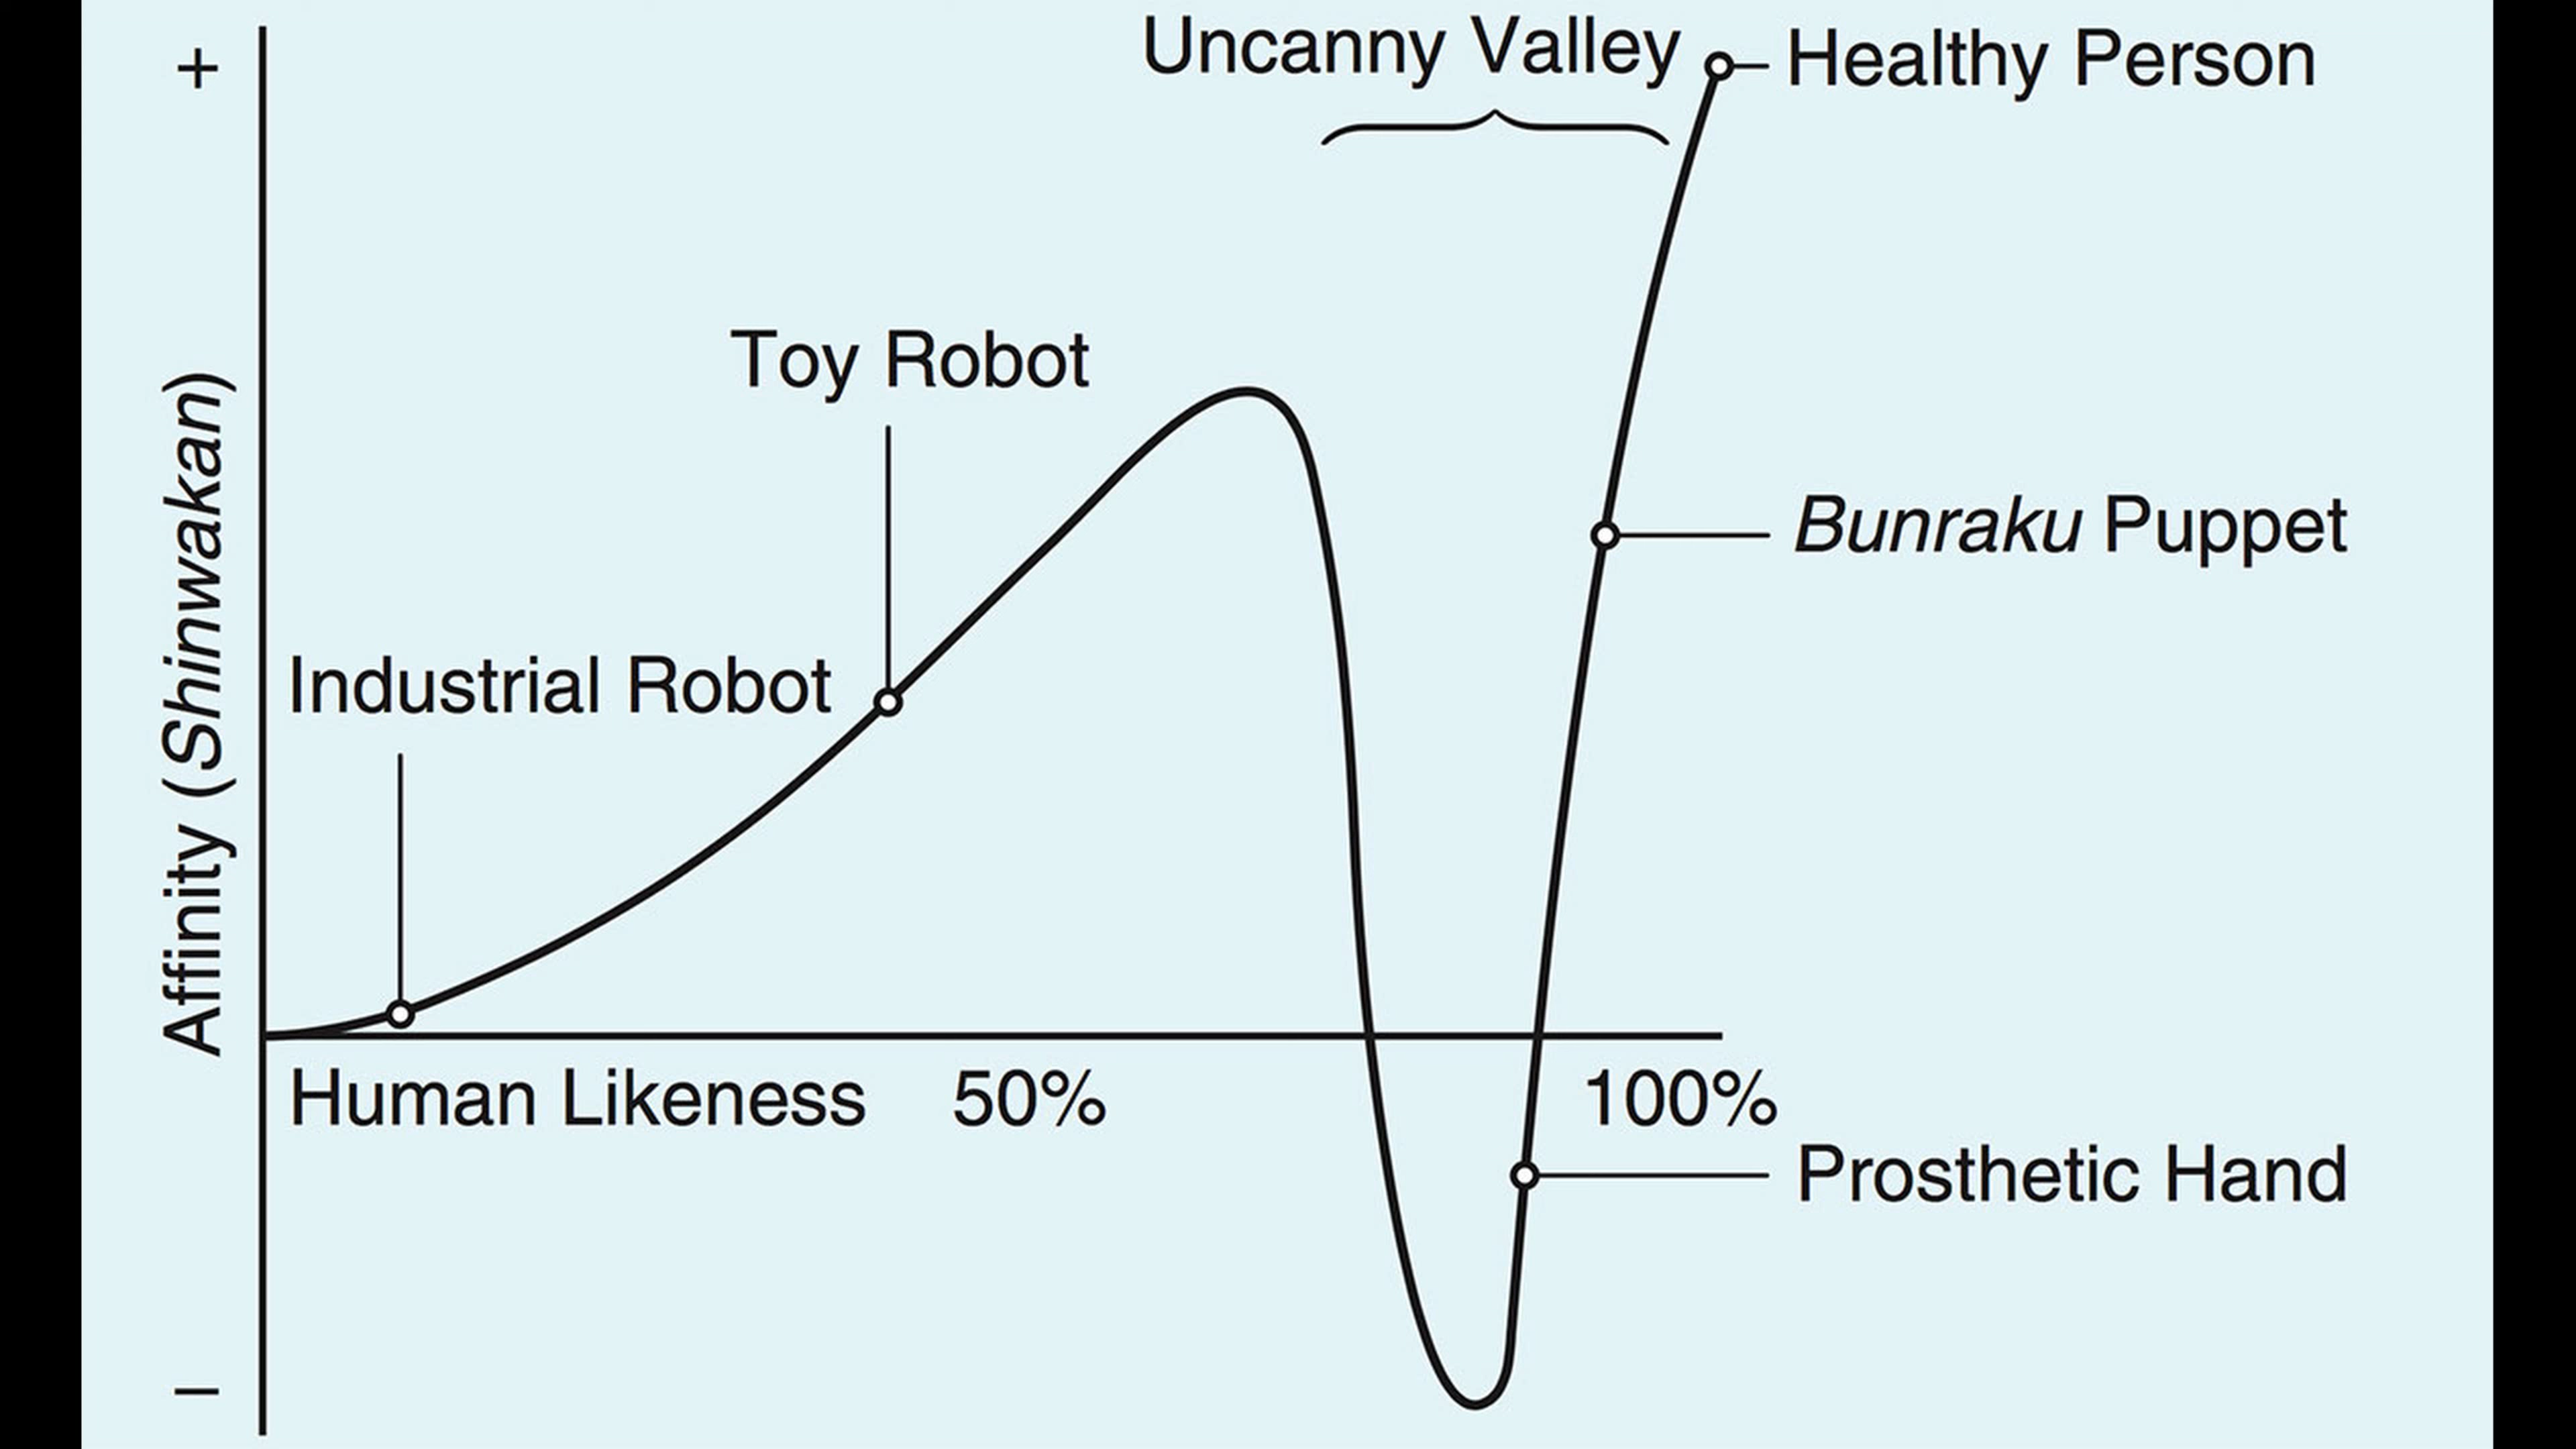 +
Uncanny Valley
Healthy Person
Toy Robot
Bunraku Puppet
Industrial Robot
Affinity (Shinwakan)
Human Likeness
50%
100%
Prosthetic Hand
–